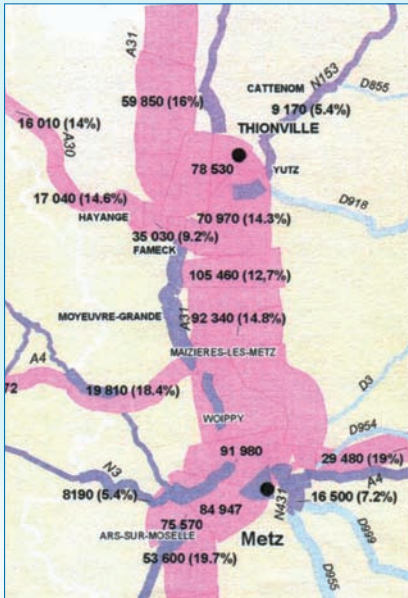 A31
N153
CATTENOM
D855
59 850 (16%)
9 170 (5.4%)
16 010 (14%)
THIONVILLE
A30
78 530
YUTZ
17 040 (14.6%)
D918
HAYANGE
70 970 (14.3%)
35 030 (9.2%)
FAMECK
105 460 (12,7%)
A31
MOYEUVRE-GRANDE
92 340 (14.8%)
A4
MAIZIERES-LES-METZ
72
19 810 (18.4%)
D3
WOIPPY
D954
91 980
29 480 (19%)
N3
A4
8190 (5.4%)
N431
16 500 (7.2%)
84 947
75 570
Metz
ARS-SUR-MOSELLE
D999
53 600 (19.7%)
D955